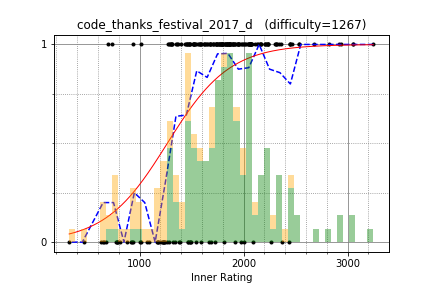 code_thanks_festival_2017_d (difficulty=1267)
1
0
1000 2000 3000
Inner Rating